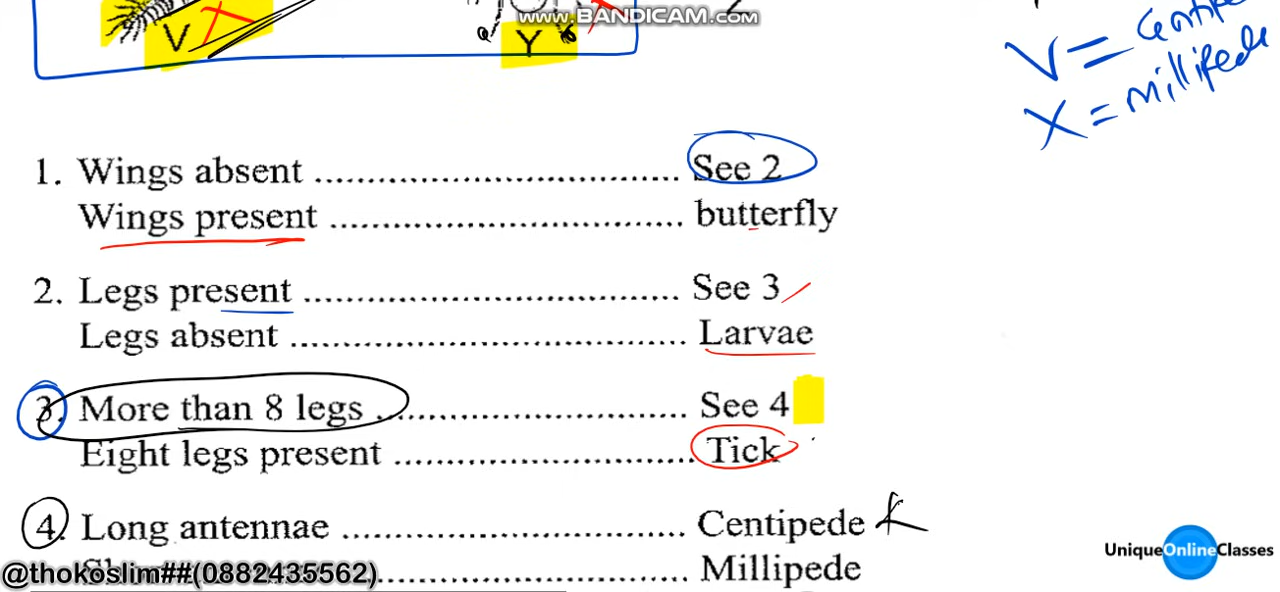 www.BANDICAM.com
V X
Y
V =
X = millipede
1. Wings absent ................................... See 2
Wings present .................................. butterfly
2. Legs present .................................... See 3
Legs absent ...................................... Larvae
3. More than 8 legs .............................. See 4
Eight legs present ............................. Tick
4. Long antennae ................................. Centipede
................................ Millipede
@thokoslim##(0882435562)
UniqueOnlineClasses